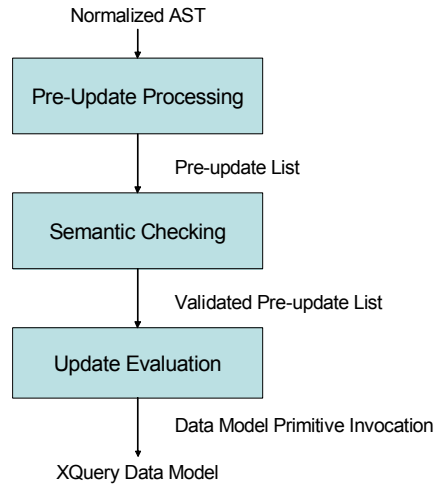 Normalized AST
Pre-Update Processing
Pre-update List
Semantic Checking
Validated Pre-update List
Update Evaluation
Data Model Primitive Invocation
XQuery Data Model